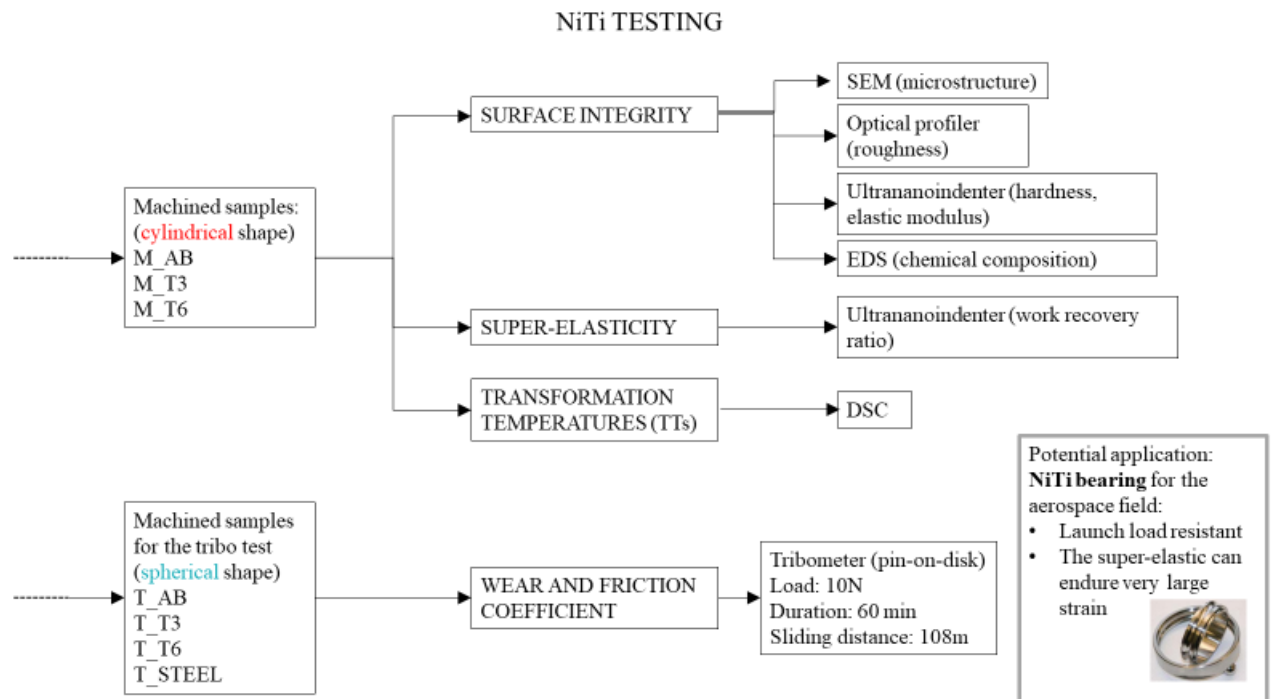 NiTi TESTING
SURFACE INTEGRITY
SEM (microstructure)
Optical profiler
(roughness)
Ultrananoindenter (hardness,
elastic modulus)
EDS (chemical composition)
Machined samples:
(cylindrical shape)
M_AB
M_T3
M_T6
SUPER-ELASTICITY
Ultrananoindenter (work recovery
ratio)
TRANSFORMATION
TEMPERATURES (TTs)
DSC
Machined samples
for the tribo test
(spherical shape)
T_AB
T_T3
T_T6
T_STEEL
WEAR AND FRICTION
COEFFICIENT
Tribometer (pin-on-disk)
Load: 10N
Duration: 60 min
Sliding distance: 108m
Potential application:
NiTi bearing for the
aerospace field:
• Launch load resistant
• The super-elastic can
endure very large
strain